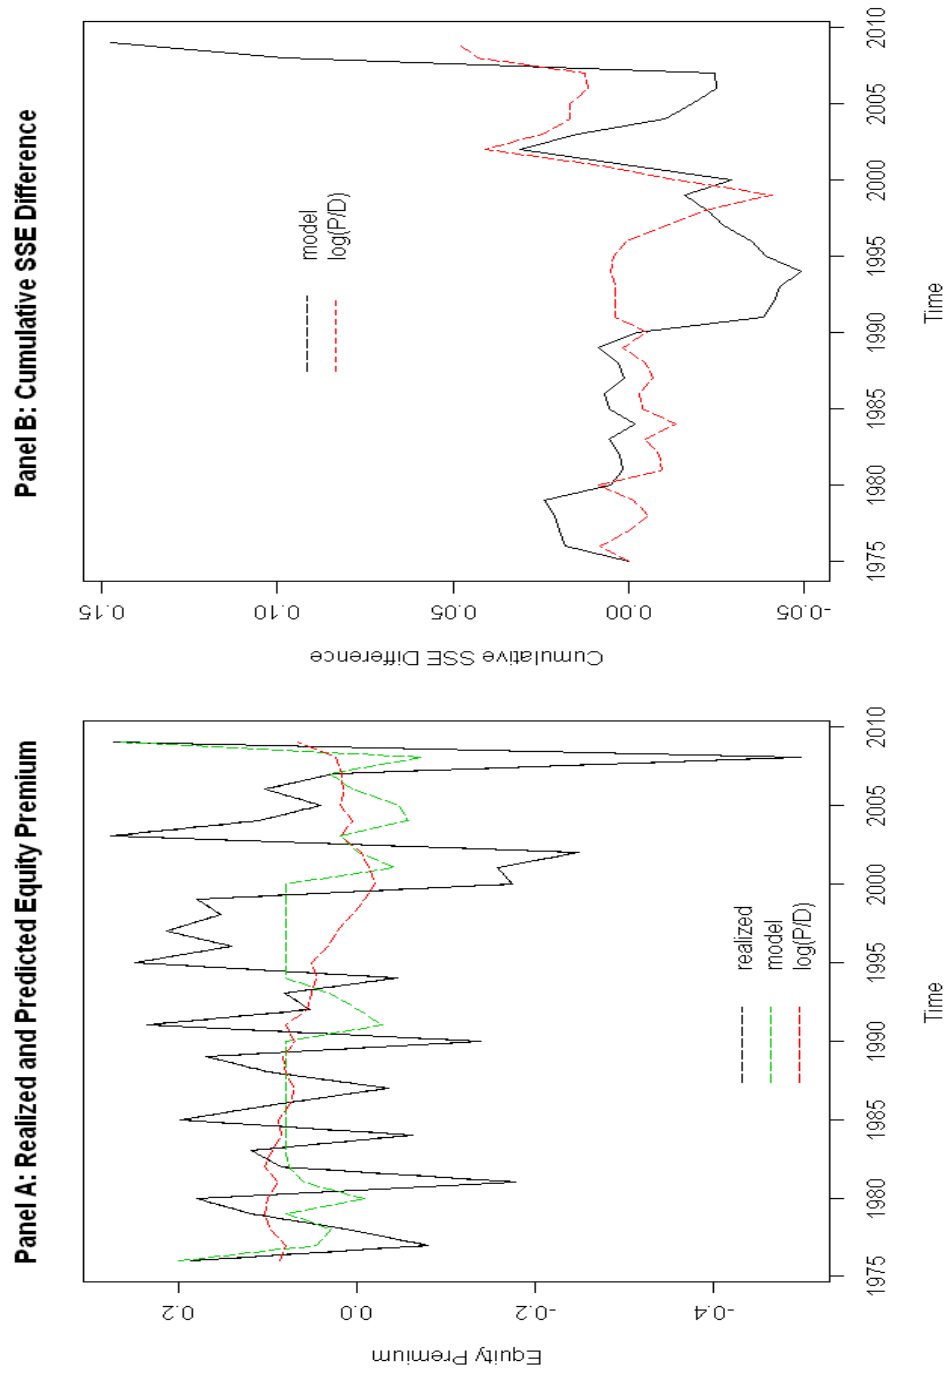 Panel A: Realized and Predicted Equity Premium
Equity Premium
0.2
0.0
-0.2
-0.4
1975 1980 1985 1990 1995 2000 2005 2010
Time
realized
model
log(P/D)
Panel B: Cumulative SSE Difference
Cumulative SSE Difference
0.15
0.10
0.05
0.00
-0.05
1975 1980 1985 1990 1995 2000 2005 2010
Time
model
log(P/D)